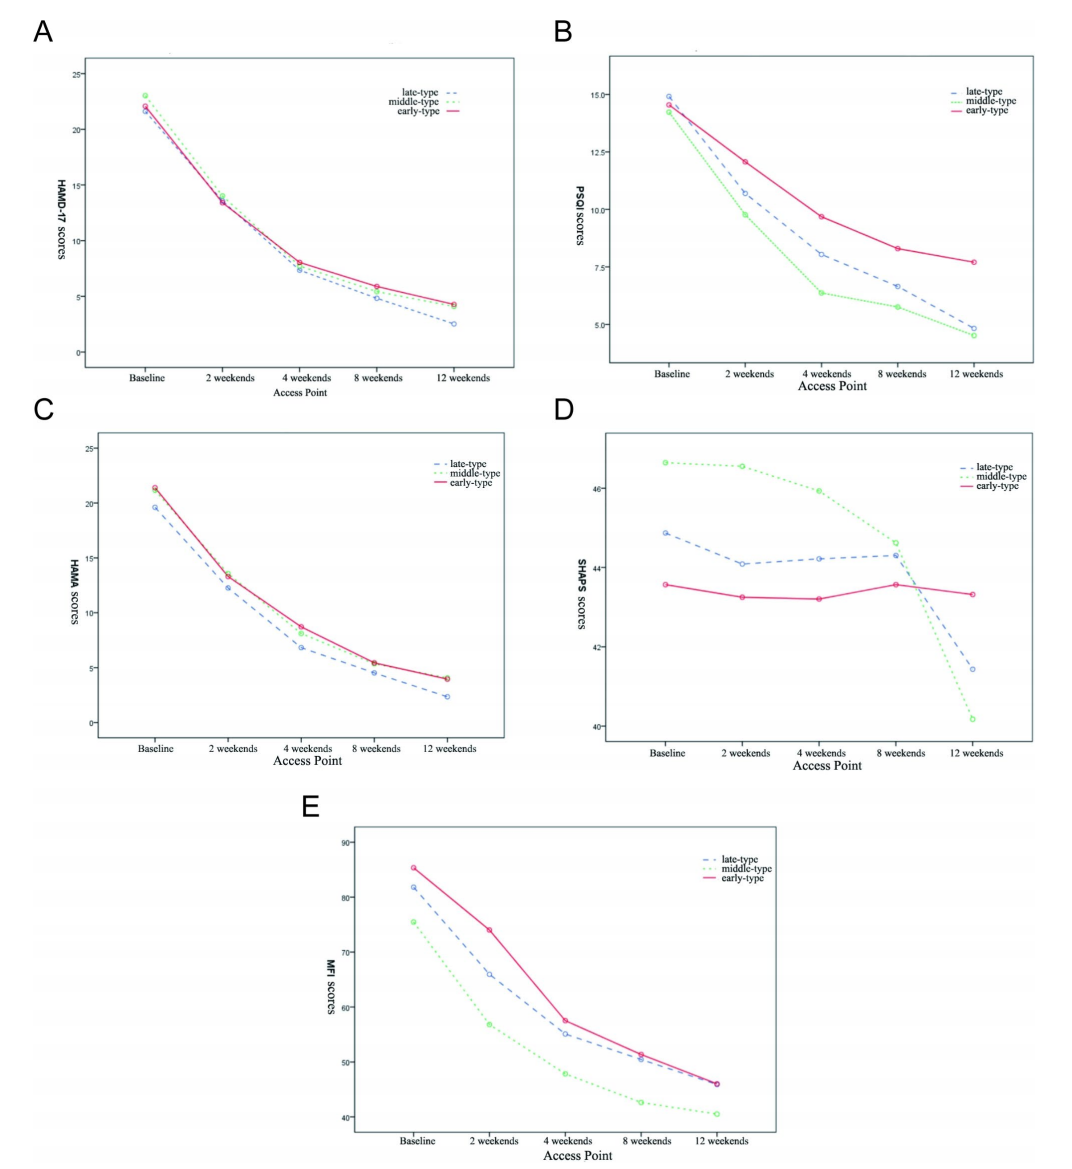 A
25
20
15
10
5
0
HAMD-17 scores
late-type
middle-type
early-type
Baseline 2 weekends 4 weekends 8 weekends 12 weekends
Access Point
B
15.0
12.5
10.0
7.5
5.0
PSQI scores
late-type
middle-type
early-type
Baseline 2 weekends 4 weekends 8 weekends 12 weekends
Access Point
C
25
20
15
10
5
0
HAMA scores
late-type
middle-type
early-type
Baseline 2 weekends 4 weekends 8 weekends 12 weekends
Access Point
D
46
44
42
40
SHAPS scores
late-type
middle-type
early-type
Baseline 2 weekends 4 weekends 8 weekends 12 weekends
Access Point
E
90
80
70
60
50
40
MFI scores
late-type
middle-type
early-type
Baseline 2 weekends 4 weekends 8 weekends 12 weekends
Access Point